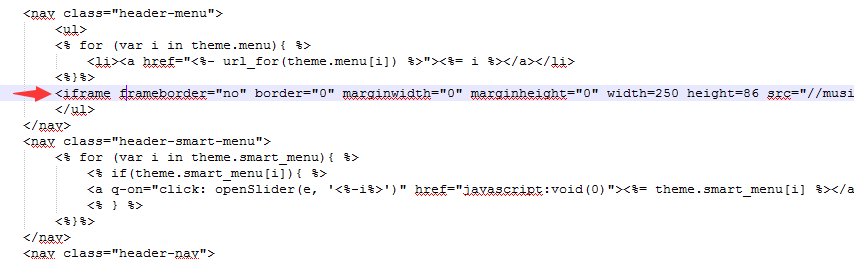 <nav class="header-menu">
<ul>
<% for (var i in theme.menu){ %>
<li><a href="<%- url_for(theme.menu[i]) %>"><%= i %></a></li>
<%}%>
<iframe frameborder="no" border="0" marginwidth="0" marginheight="0" width=250 height=86 src="//musi
</ul>
</nav>
<nav class="header-smart-menu">
<% for (var i in theme.smart_menu){ %>
<% if(theme.smart_menu[i]){ %>
<a q-on="click: openSlider(e, '<%-i%>')" href="javascript:void(0)"><%= theme.smart_menu[i] %></a
<% } %>
<%}%>
</nav>
<nav class="header-nav">